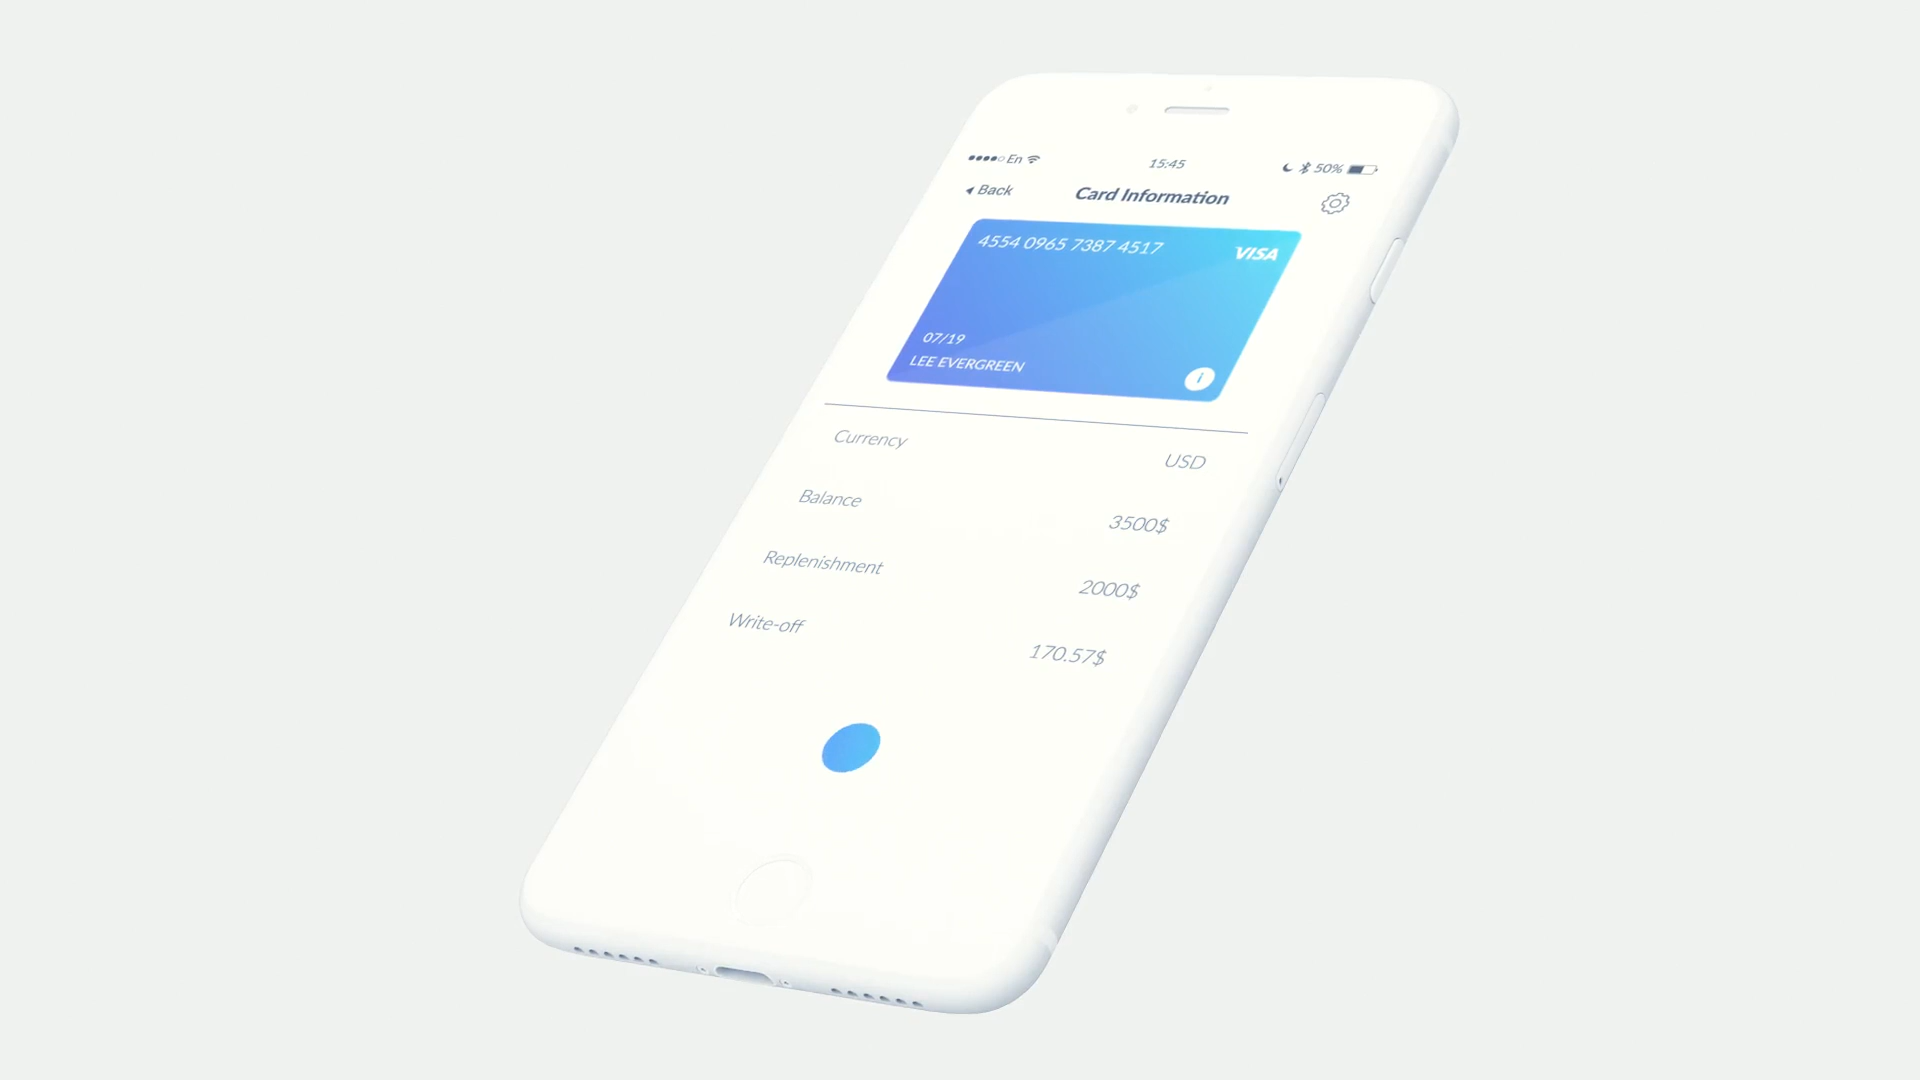 En 15:45 50%
Back Card Information
4554 0965 7387 4517 VISA
07/19
LEE EVERGREEN
i
Currency USD
Balance 3500$
Replenishment 2000$
Write-off 170.57$